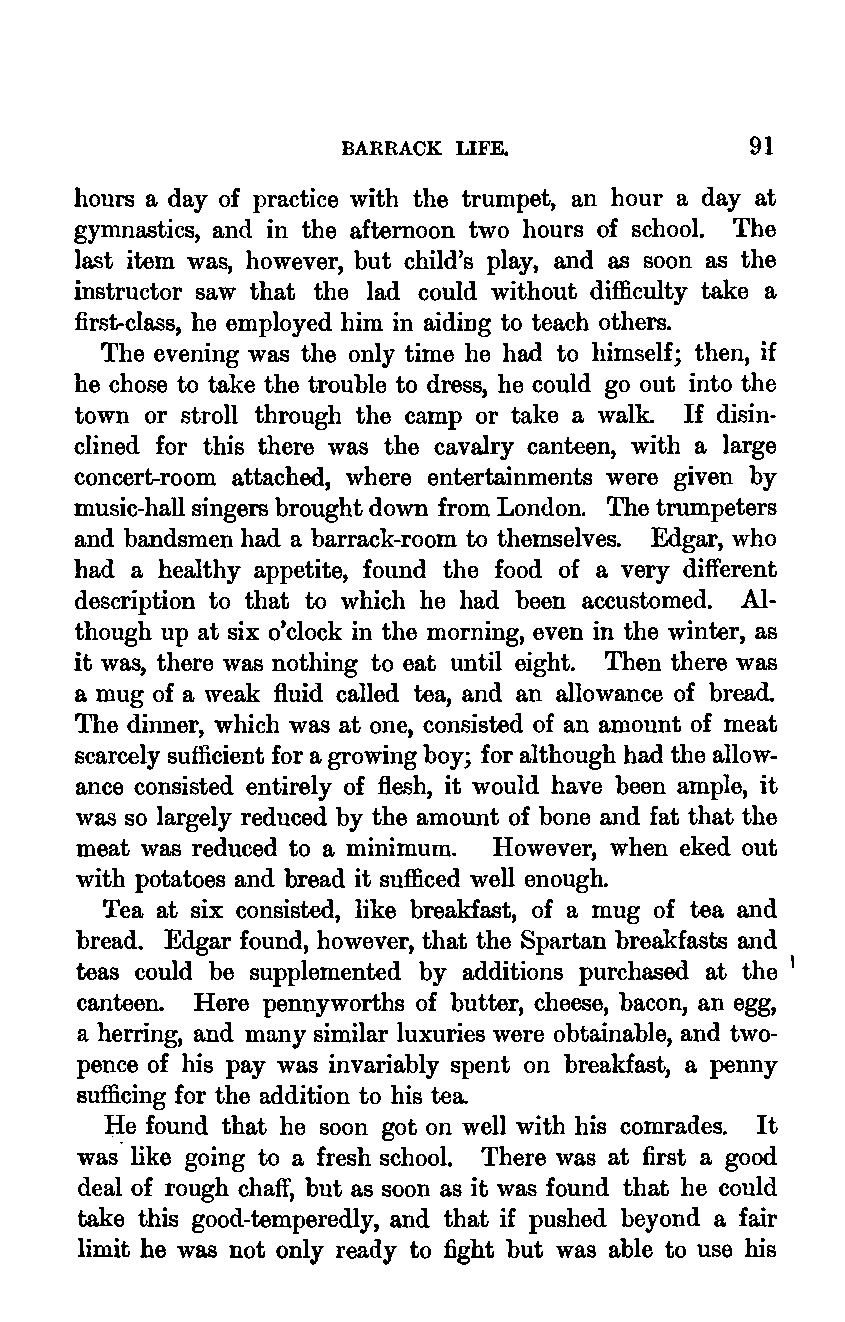 BARRACK LIFE. 91
hours a day of practice with the trumpet, an hour a day at
gymnastics, and in the afternoon two hours of school. The
last item was, however, but child's play, and as soon as the
instructor saw that the lad could without difficulty take a
first-class, he employed him in aiding to teach others.
The evening was the only time he had to himself; then, if
he chose to take the trouble to dress, he could go out into the
town or stroll through the camp or take a walk. If disin-
clined for this there was the cavalry canteen, with a large
concert-room attached, where entertainments were given by
music-hall singers brought down from London. The trumpeters
and bandsmen had a barrack-room to themselves. Edgar, who
had a healthy appetite, found the food of a very different
description to that to which he had been accustomed. Al-
though up at six o'clock in the morning, even in the winter, as
it was, there was nothing to eat until eight. Then there was
a mug of a weak fluid called tea, and an allowance of bread.
The dinner, which was at one, consisted of an amount of meat
scarcely sufficient for a growing boy; for although had the allow-
ance consisted entirely of flesh, it would have been ample, it
was so largely reduced by the amount of bone and fat that the
meat was reduced to a minimum. However, when eked out
with potatoes and bread it sufficed well enough.
Tea at six consisted, like breakfast, of a mug of tea and
bread. Edgar found, however, that the Spartan breakfasts and
teas could be supplemented by additions purchased at the
canteen. Here pennyworths of butter, cheese, bacon, an egg,
a herring, and many similar luxuries were obtainable, and two-
pence of his pay was invariably spent on breakfast, a penny
sufficing for the addition to his tea.
He found that he soon got on well with his comrades. It
was like going to a fresh school. There was at first a good
deal of rough chaff, but as soon as it was found that he could
take this good-temperedly, and that if pushed beyond a fair
limit he was not only ready to fight but was able to use his